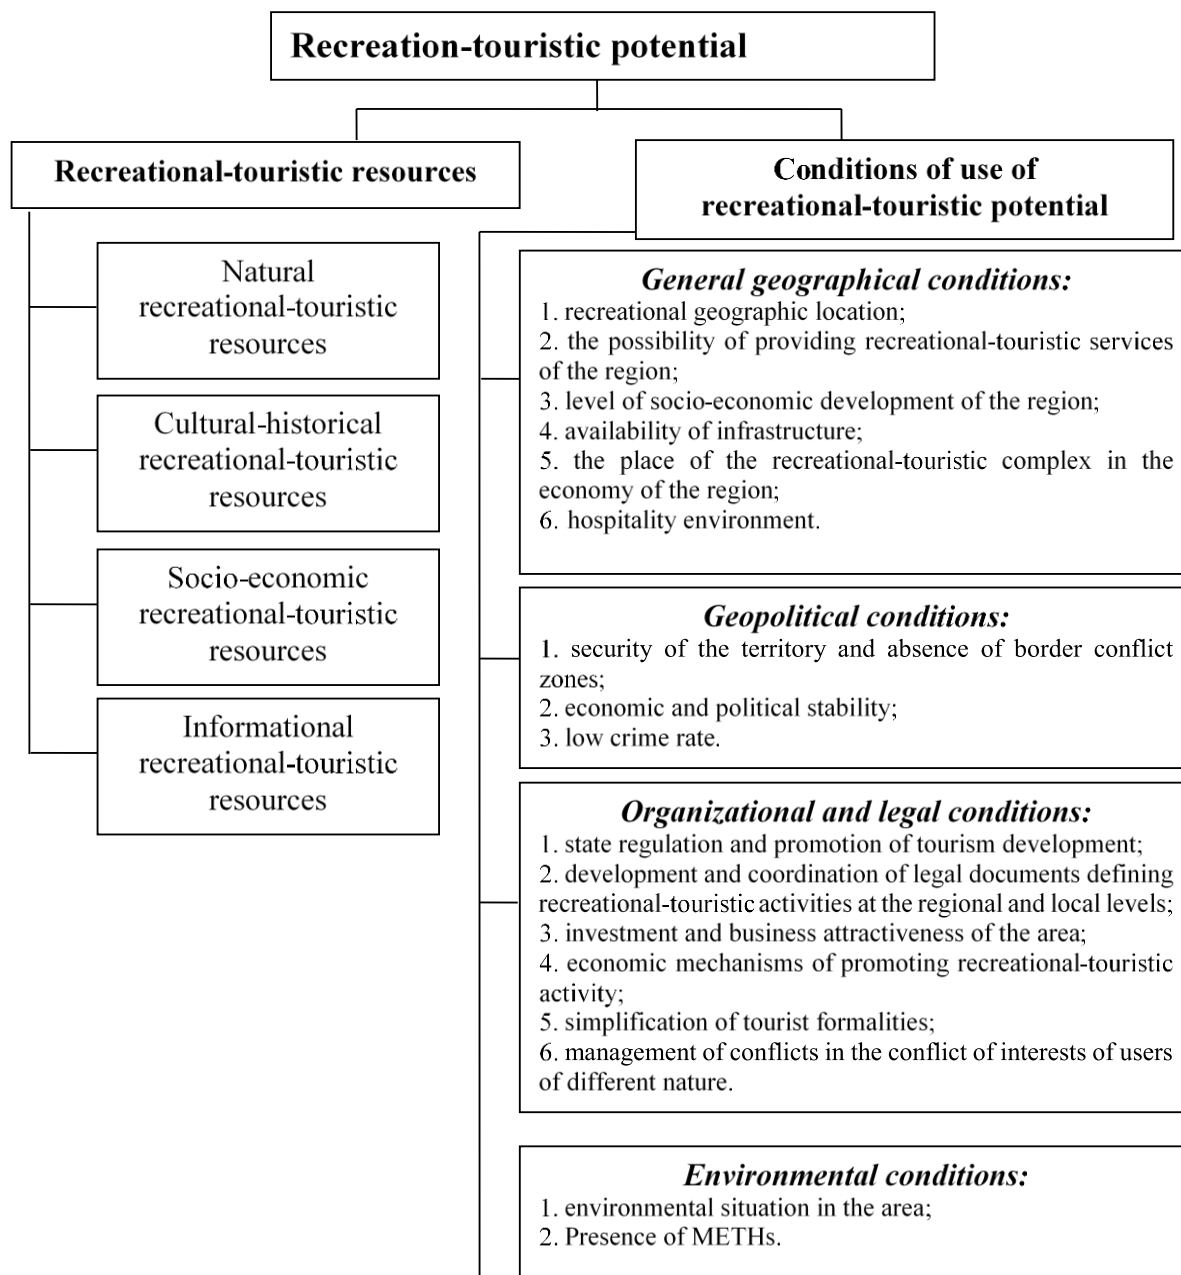 Recreation-touristic potential
Recreational-touristic resources
Natural
recreational-touristic
resources
Cultural-historical
recreational-touristic
resources
Socio-economic
recreational-touristic
resources
Informational
recreational-touristic
resources
Conditions of use of
recreational-touristic potential
General geographical conditions:
1. recreational geographic location;
2. the possibility of providing recreational-touristic services
of the region;
3. level of socio-economic development of the region;
4. availability of infrastructure;
5. the place of the recreational-touristic complex in the
economy of the region;
6. hospitality environment.
Geopolitical conditions:
1. security of the territory and absence of border conflict
zones;
2. economic and political stability;
3. low crime rate.
Organizational and legal conditions:
1. state regulation and promotion of tourism development;
2. development and coordination of legal documents defining
recreational-touristic activities at the regional and local levels;
3. investment and business attractiveness of the area;
4. economic mechanisms of promoting recreational-touristic
activity;
5. simplification of tourist formalities;
6. management of conflicts in the conflict of interests of users
of different nature.
Environmental conditions:
1. environmental situation in the area;
2. Presence of METHs.